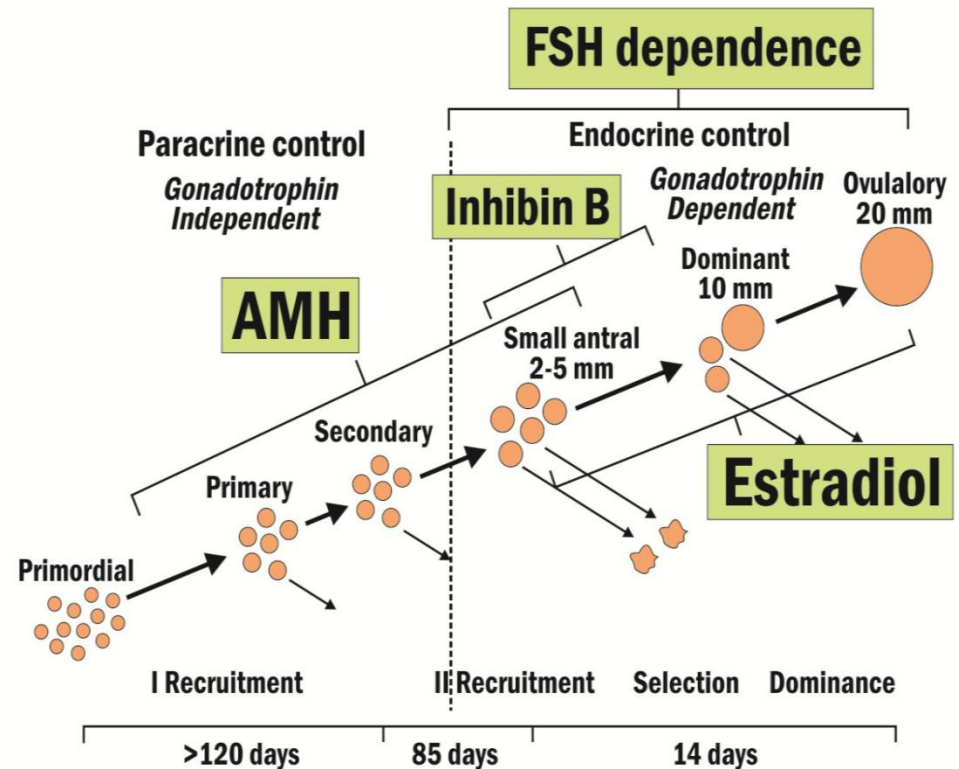 FSH dependence
Paracrine control
Gonadotrophin
Independent
Endocrine control
Inhibin B
Gonadotrophin
Dependent
Ovulalory
20 mm
AMH
Dominant
10 mm
Small antral
2-5 mm
Secondary
Primary
Estradiol
Primordial
I Recruitment
II Recruitment
Selection
Dominance
>120 days
85 days
14 days